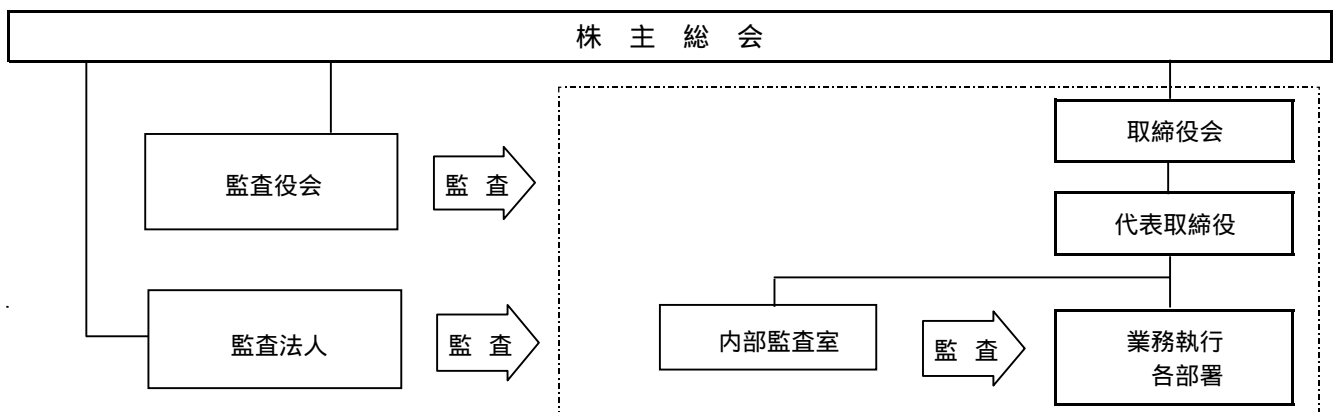 株 主 総 会
取締役会
監査役会
監 査
代表取締役
監査法人
監 査
内部監査室
監 査
業務執行
各部署